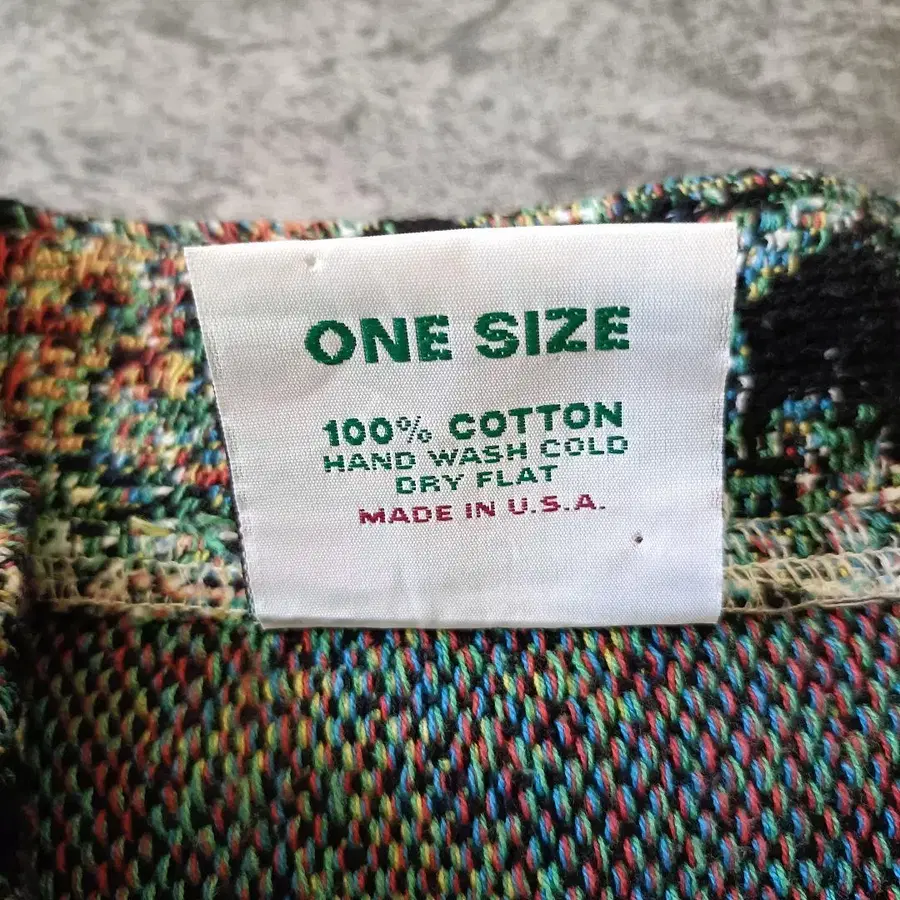 ONE SIZE
100% COTTON
HAND WASH COLD
DRY FLAT
MADE IN U.S.A.